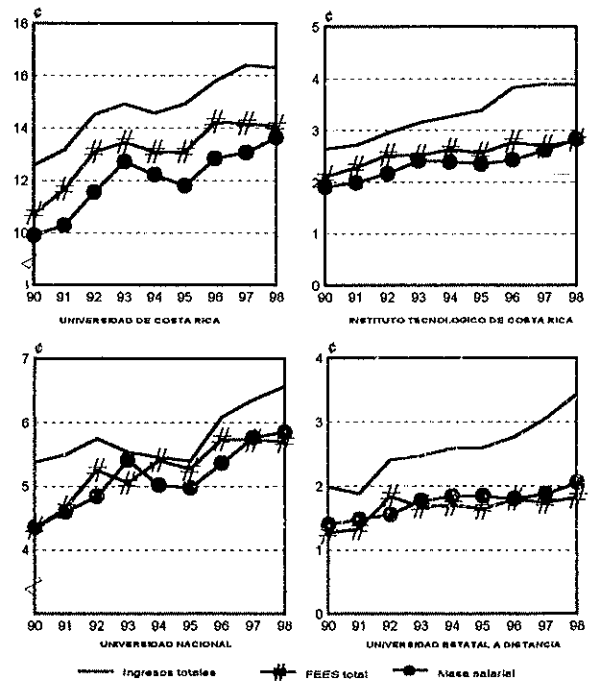 ¢
18
16
14
12
10
90 91 92 93 94 95 96 97 98
UNIVERSIDAD DE COSTA RICA
¢
5
4
3
2
1
0
90 91 92 93 94 95 96 97 98
INSTITUTO TECNOLOGICO DE COSTA RICA
¢
7
6
5
4
90 91 92 93 94 95 96 97 98
UNIVERSIDAD NACIONAL
¢
4
3
2
1
0
90 91 92 93 94 95 96 97 98
UNIVERSIDAD ESTATAL A DISTANCIA
Ingresos totales FEES total Masa salarial